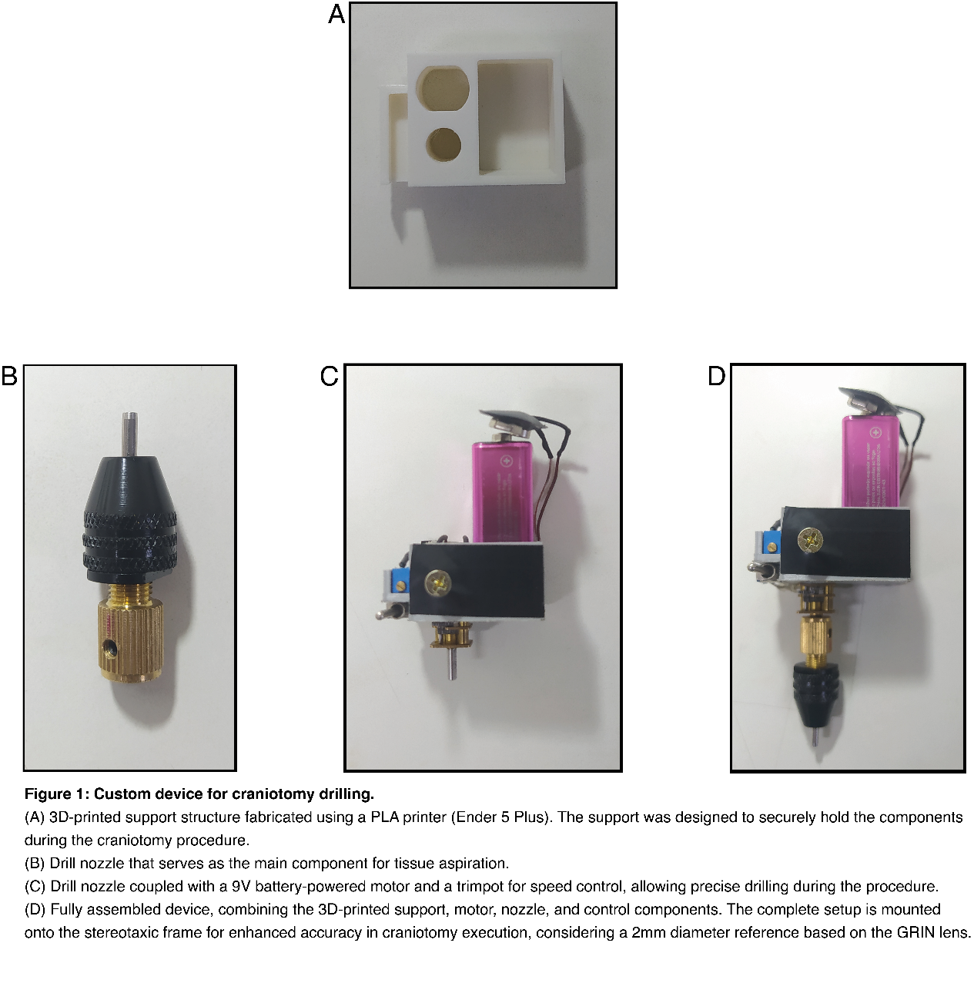 A
B
C
D
Figure 1: Custom device for craniotomy drilling.
(A) 3D-printed support structure fabricated using a PLA printer (Ender 5 Plus). The support was designed to securely hold the components
during the craniotomy procedure.
(B) Drill nozzle that serves as the main component for tissue aspiration.
(C) Drill nozzle coupled with a 9V battery-powered motor and a trimpot for speed control, allowing precise drilling during the procedure.
(D) Fully assembled device, combining the 3D-printed support, motor, nozzle, and control components. The complete setup is mounted
onto the stereotaxic frame for enhanced accuracy in craniotomy execution, considering a 2mm diameter reference based on the GRIN lens.